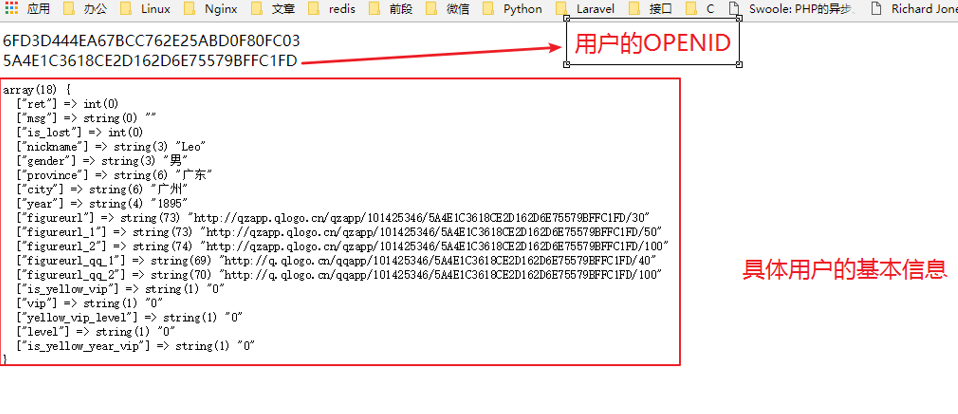 应用 办公 Linux Nginx 文章 redis 前段 微信 Python Laravel 接口 C Swoole: PHP的异步 Richard Jone
6FD3D444EA67BCC762E25ABD0F80FC03
5A4E1C3618CE2D162D6E75579BFFC1FD
用户的OPENID
array(18) {
["ret"] => int(0)
["msg"] => string(0) ""
["is_lost"] => int(0)
["nickname"] => string(3) "Leo"
["gender"] => string(3) "男"
["province"] => string(6) "广东"
["city"] => string(6) "广州"
["year"] => string(4) "1895"
["figureurl"] => string(73) "http://qzapp.qlogo.cn/qzapp/101425346/5A4E1C3618CE2D162D6E75579BFFC1FD/30"
["figureurl_1"] => string(73) "http://qzapp.qlogo.cn/qzapp/101425346/5A4E1C3618CE2D162D6E75579BFFC1FD/50"
["figureurl_2"] => string(74) "http://qzapp.qlogo.cn/qzapp/101425346/5A4E1C3618CE2D162D6E75579BFFC1FD/100"
["figureurl_qq_1"] => string(69) "http://q.qlogo.cn/qqapp/101425346/5A4E1C3618CE2D162D6E75579BFFC1FD/40"
["figureurl_qq_2"] => string(70) "http://q.qlogo.cn/qqapp/101425346/5A4E1C3618CE2D162D6E75579BFFC1FD/100"
["is_yellow_vip"] => string(1) "0"
["vip"] => string(1) "0"
["yellow_vip_level"] => string(1) "0"
["level"] => string(1) "0"
["is_yellow_year_vip"] => string(1) "0"
}
具体用户的基本信息